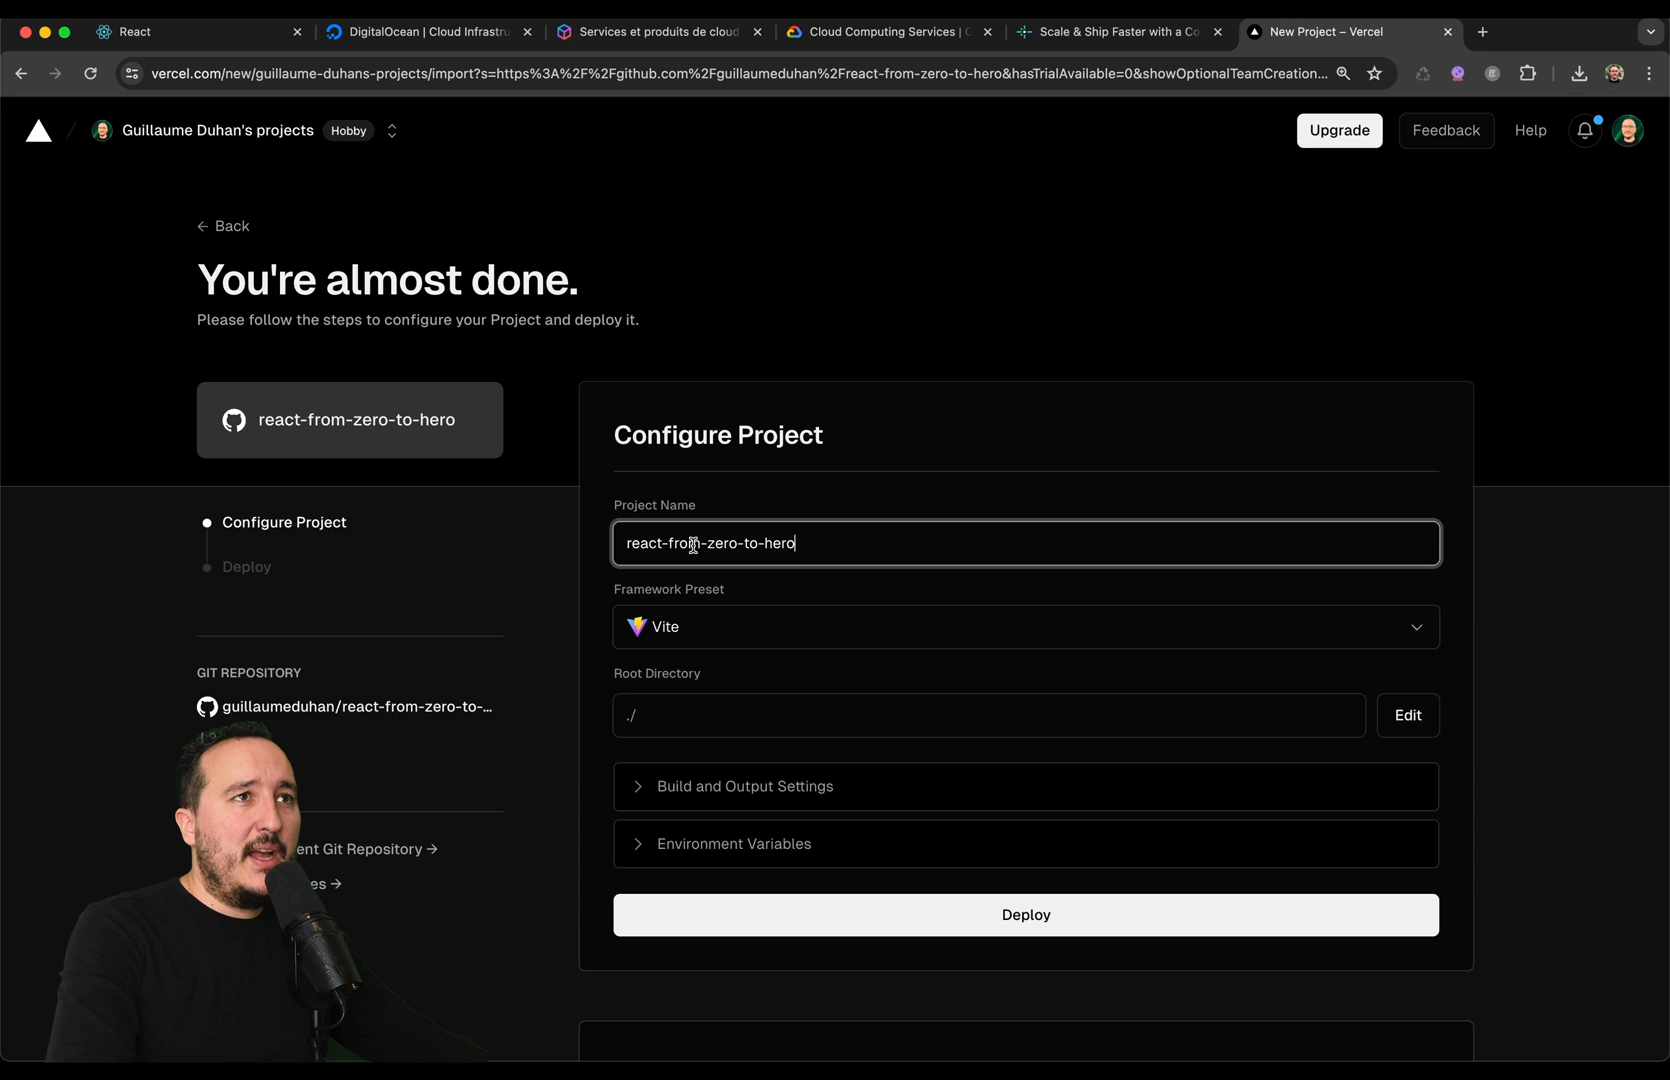 React
DigitalOcean | Cloud Infrastru
Services et produits de cloud
Cloud Computing Services |
Scale & Ship Faster with a Co
New Project – Vercel
vercel.com/new/guillaume-duhans-projects/import?s=https%3A%2F%2Fgithub.com%2Fguillaumeduhan%2Freact-from-zero-to-hero&hasTrialAvailable=0&showOptionalTeamCreation...
Guillaume Duhan's projects
Hobby
Upgrade
Feedback
Help
← Back
You're almost done.
Please follow the steps to configure your Project and deploy it.
react-from-zero-to-hero
Configure Project
Deploy
GIT REPOSITORY
guillaumeduhan/react-from-zero-to-...
ent Git Repository →
es →
Configure Project
Project Name
react-from-zero-to-hero
Framework Preset
Vite
Root Directory
./
Edit
Build and Output Settings
Environment Variables
Deploy